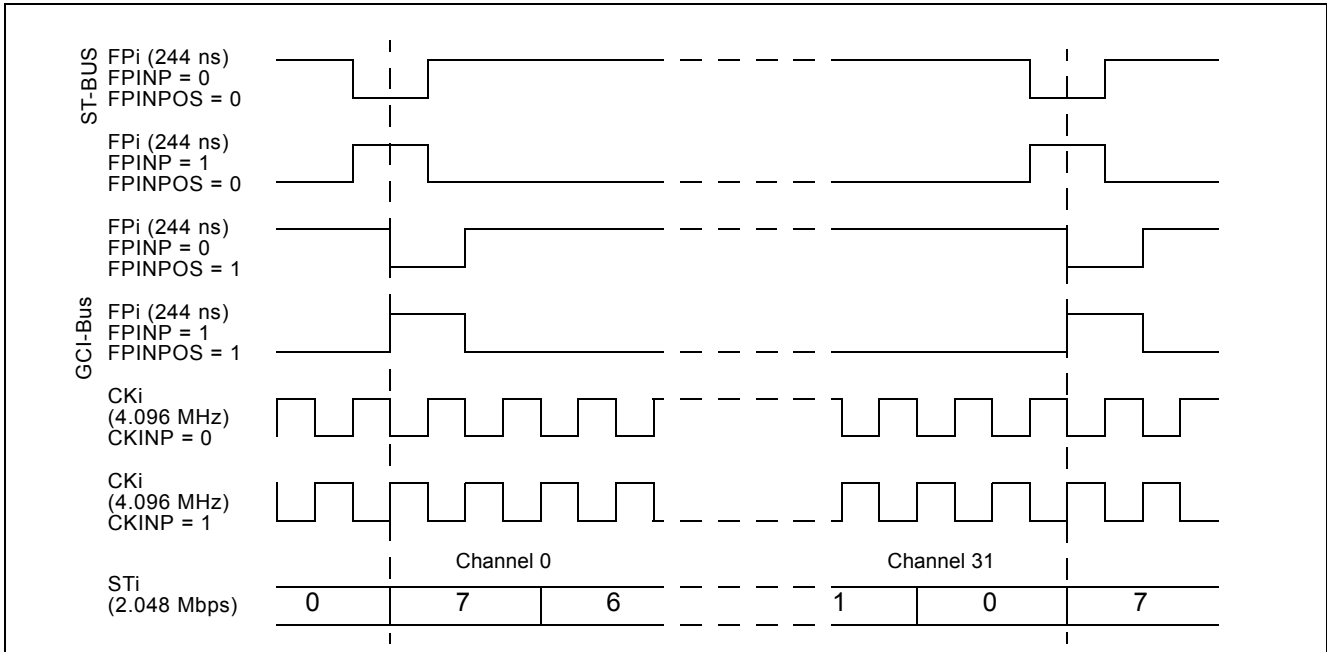 ST-BUS
FPi (244 ns)
FPINP = 0
FPINPOS = 0
FPi (244 ns)
FPINP = 1
FPINPOS = 0
FPi (244 ns)
FPINP = 0
FPINPOS = 1
GCI-Bus
FPi (244 ns)
FPINP = 1
FPINPOS = 1
CKi
(4.096 MHz)
CKINP = 0
CKi
(4.096 MHz)
CKINP = 1
Channel 0 Channel 31
STi
(2.048 Mbps)
0 7 6 1 0 7